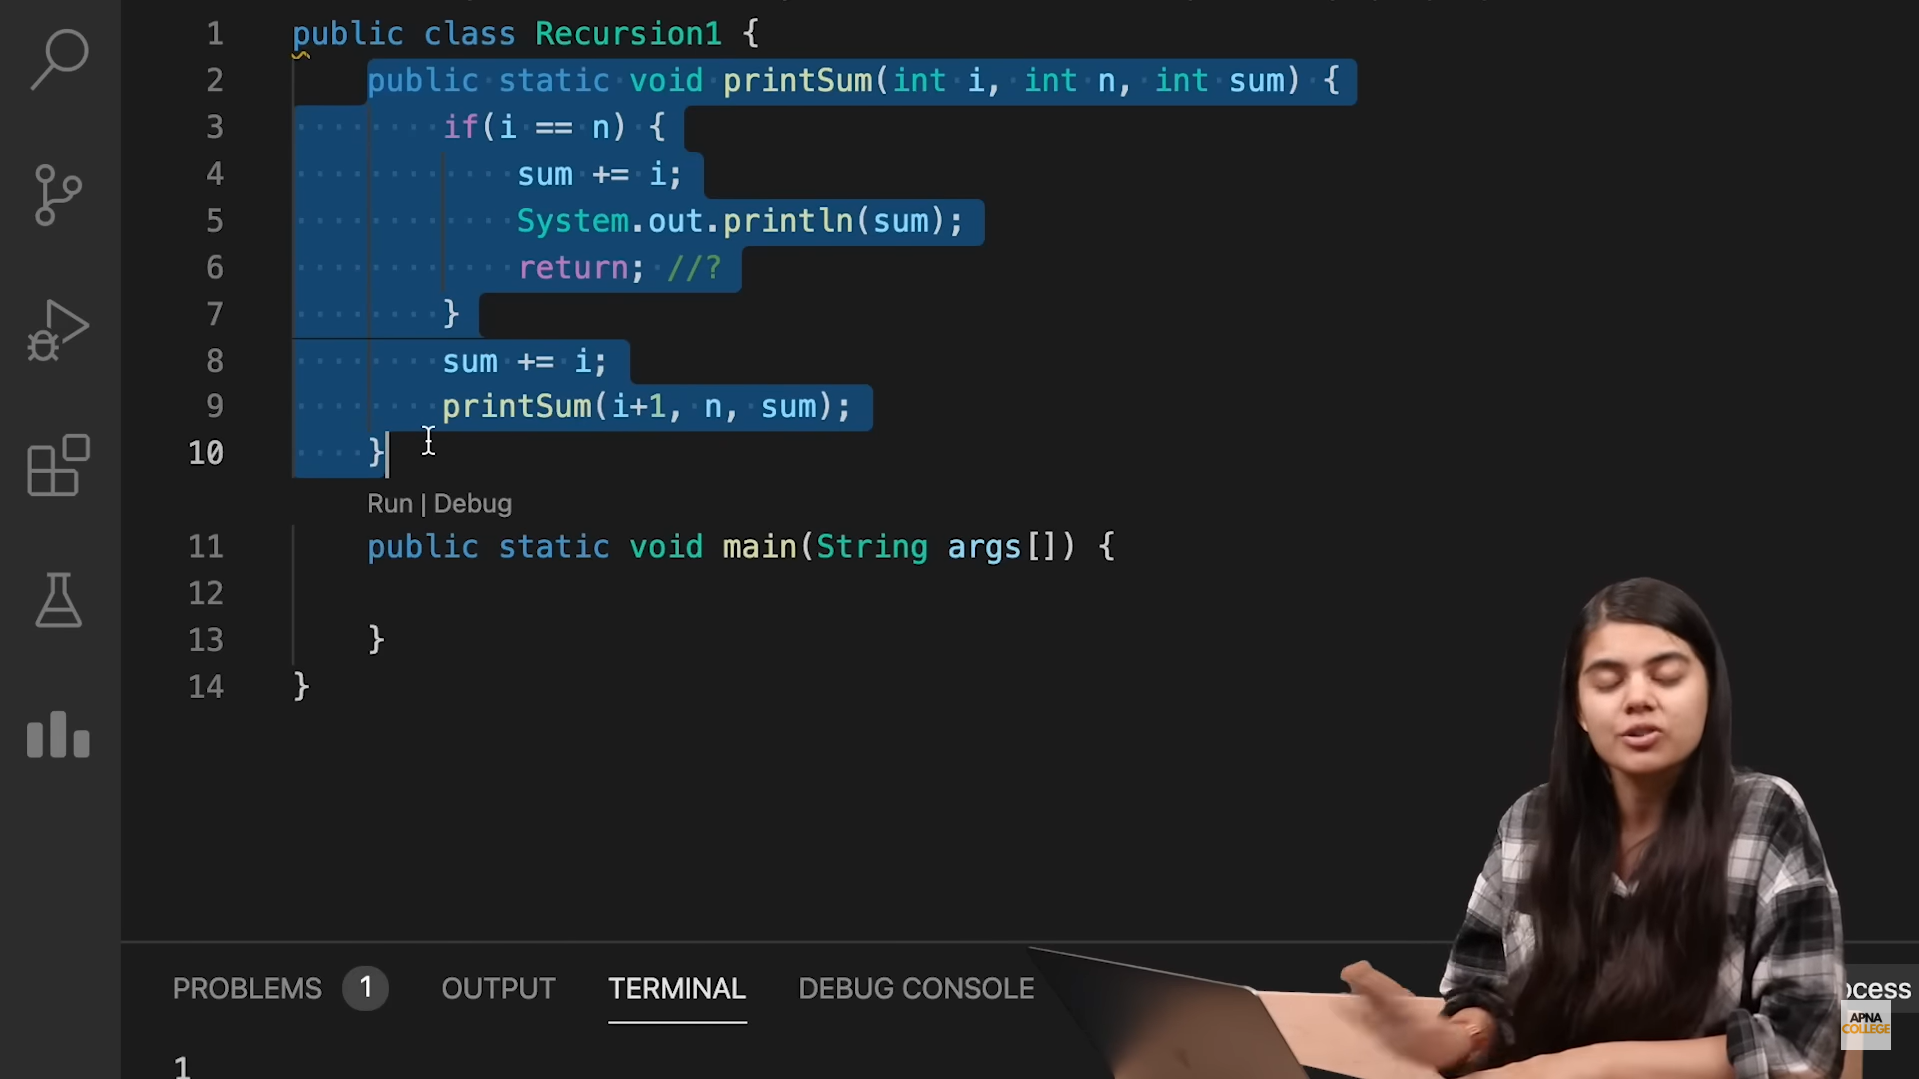 1 public class Recursion1 {
2 public static void printSum(int i, int n, int sum) {
3 if(i == n) {
4 sum += i;
5 System.out.println(sum);
6 return; //?
7 }
8 sum += i;
9 printSum(i+1, n, sum);
10 }
Run | Debug
11 public static void main(String args[]) {
12
13 }
14 }
PROBLEMS 1 OUTPUT TERMINAL DEBUG CONSOLE
1
APNA
COLLEGE